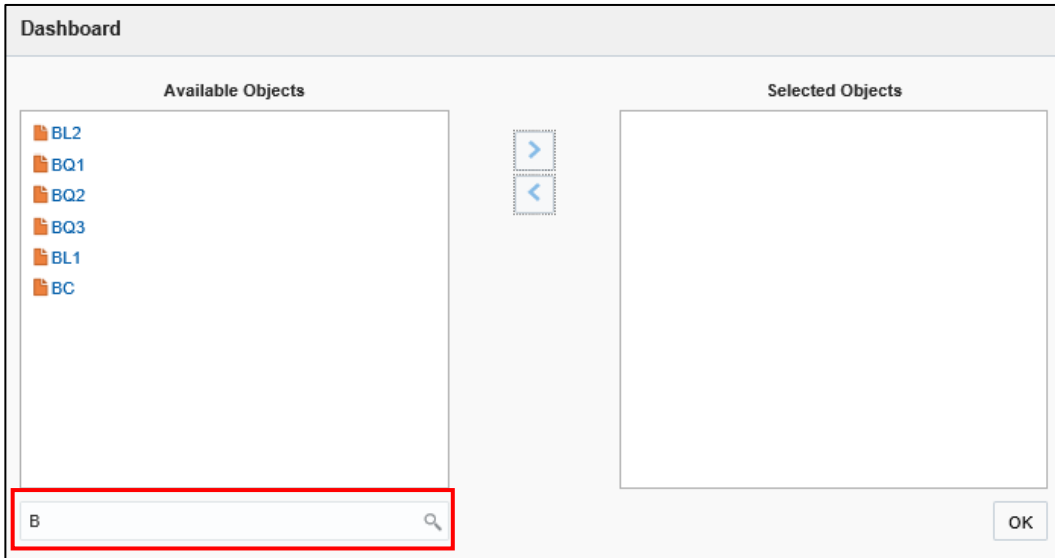 Dashboard
Available Objects
Selected Objects
BL2
BQ1
BQ2
BQ3
BL1
BC
B
OK